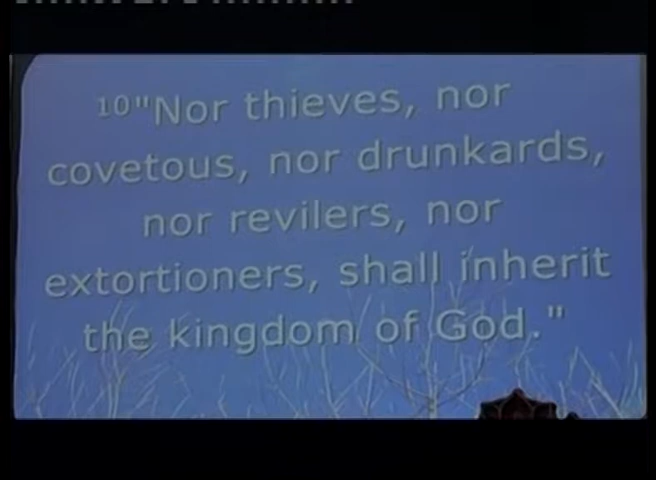 10"Nor thieves, nor
covetous, nor drunkards,
nor revilers, nor
extortioners, shall inherit
the kingdom of God."